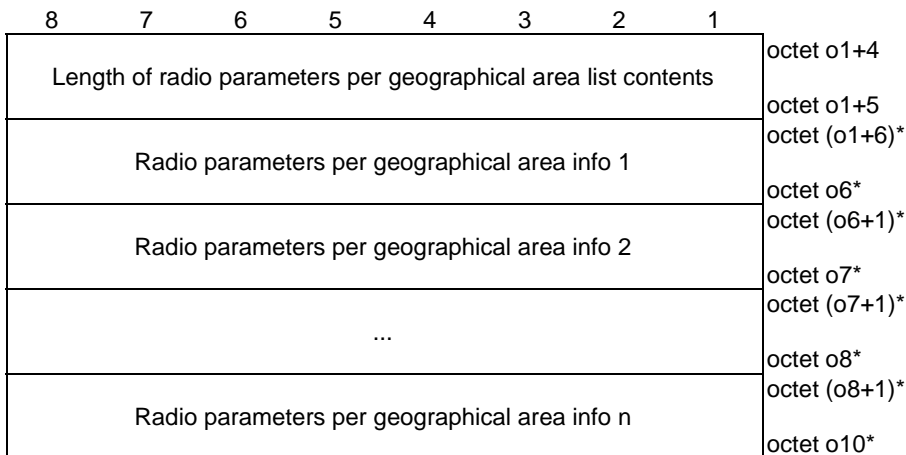 8 7 6 5 4 3 2 1
octet o1+4
Length of radio parameters per geographical area list contents
octet o1+5
octet (o1+6)*
Radio parameters per geographical area info 1
octet o6*
octet (o6+1)*
Radio parameters per geographical area info 2
octet o7*
octet (o7+1)*
...
octet o8*
octet (o8+1)*
Radio parameters per geographical area info n
octet o10*